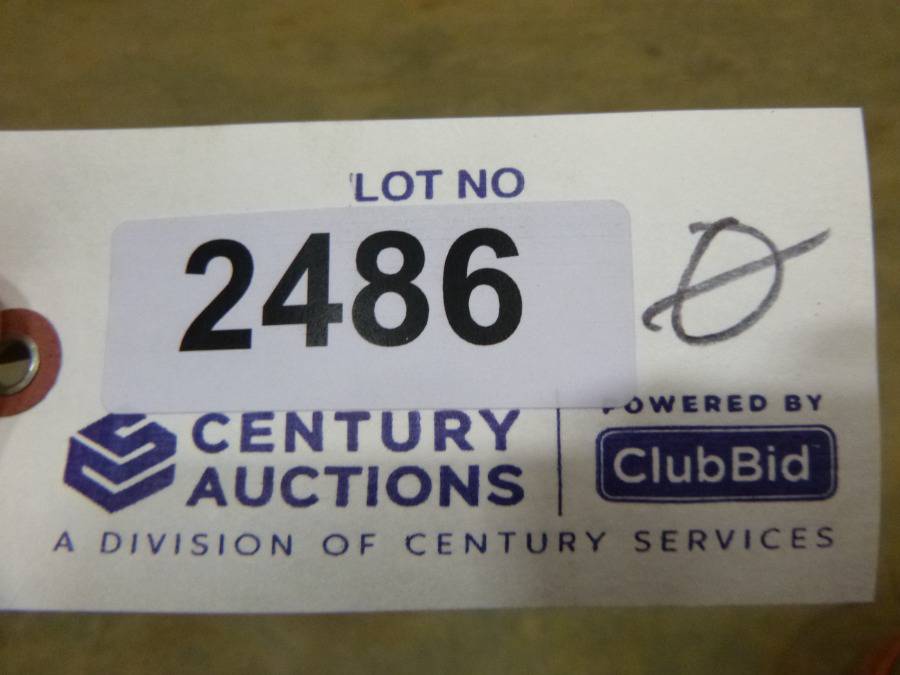 LOT NO
2486 Ø
CENTURY
AUCTIONS
POWERED BY
ClubBid
A DIVISION OF CENTURY SERVICES